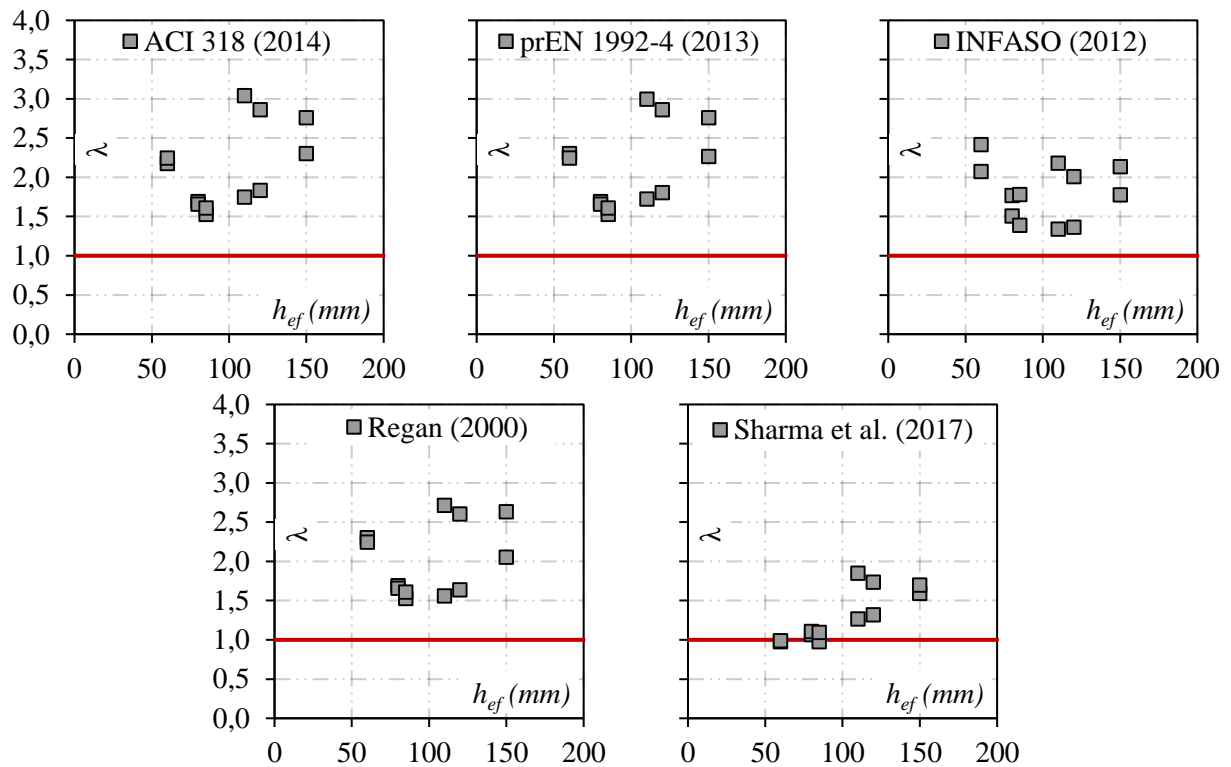 4,0
3,5
3,0
2,5
2,0
1,5
1,0
0,5
0,0
ACI 318 (2014)
λ
h_ef (mm)
0 50 100 150 200
prEN 1992-4 (2013)
λ
h_ef (mm)
0 50 100 150 200
INFASO (2012)
λ
h_ef (mm)
0 50 100 150 200
4,0
3,5
3,0
2,5
2,0
1,5
1,0
0,5
0,0
Regan (2000)
λ
h_ef (mm)
0 50 100 150 200
Sharma et al. (2017)
λ
h_ef (mm)
0 50 100 150 200